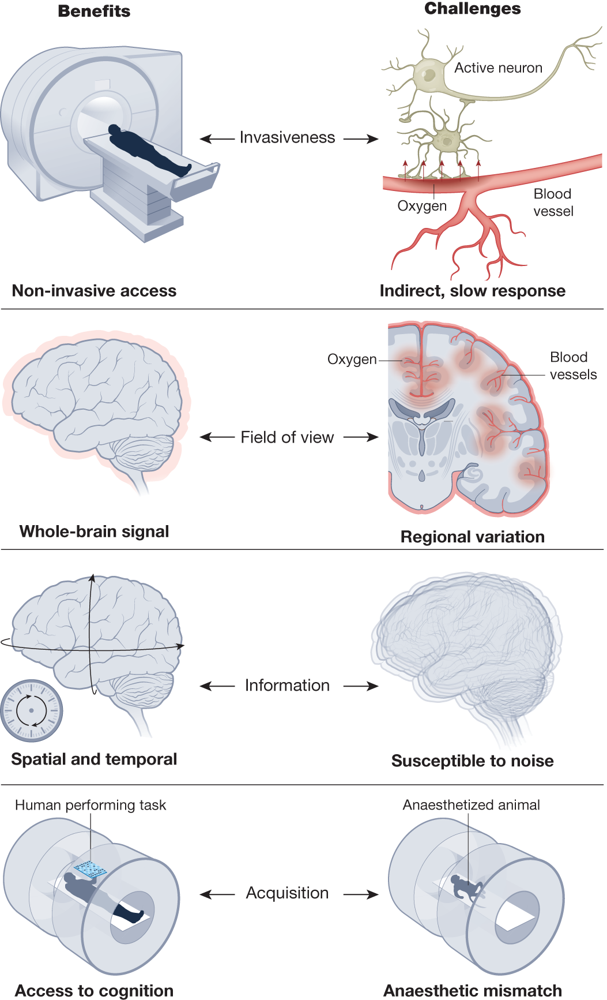 Benefits
Challenges
Active neuron
Invasiveness
Oxygen
Blood
vessel
Non-invasive access
Indirect, slow response
Oxygen
Blood
vessels
Field of view
Whole-brain signal
Regional variation
Information
Spatial and temporal
Susceptible to noise
Human performing task
Anaesthetized animal
Acquisition
Access to cognition
Anaesthetic mismatch